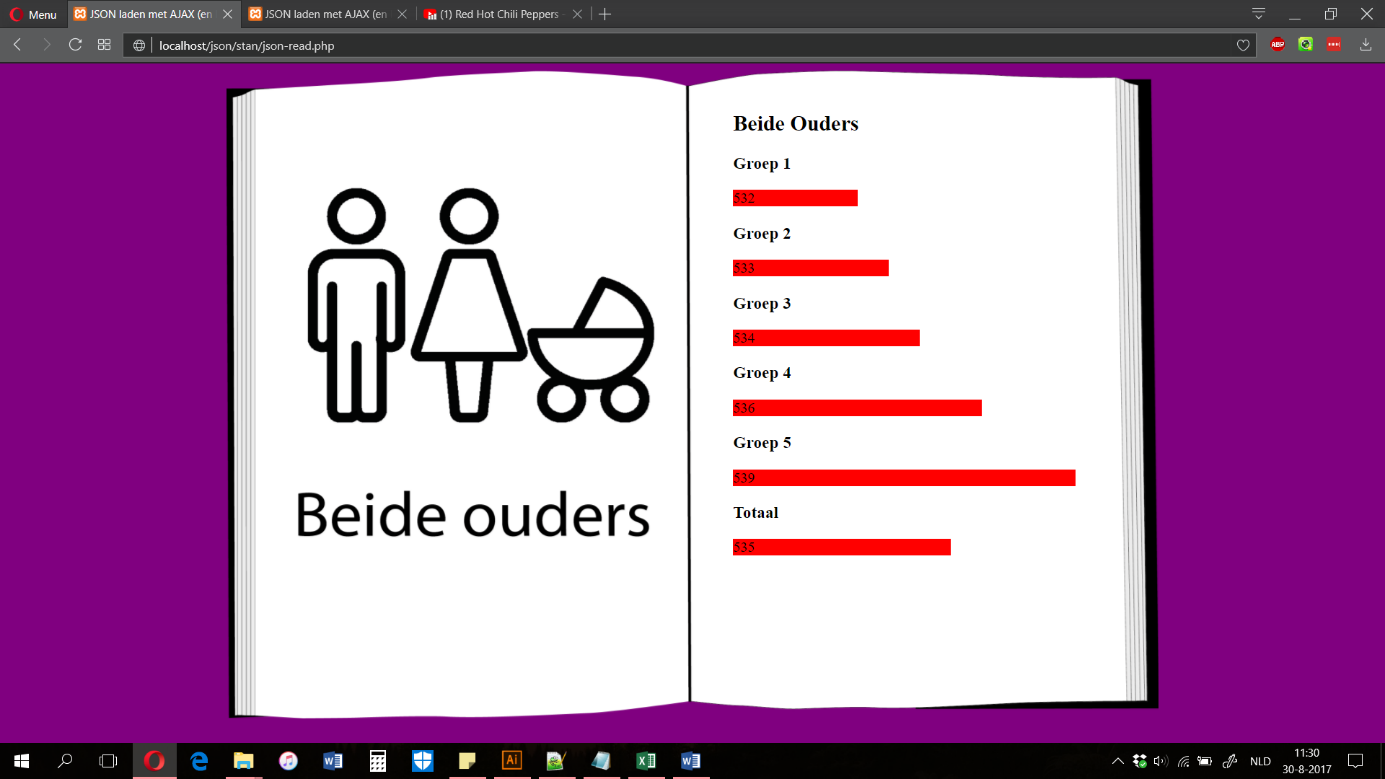 Menu
JSON laden met AJAX (en
JSON laden met AJAX (en
(1) Red Hot Chili Peppers -
localhost/json/stan/json-read.php
ABP
Beide ouders
Beide Ouders
Groep 1
532
Groep 2
533
Groep 3
534
Groep 4
536
Groep 5
539
Totaal
535
Ai
NLD
11:30
30-8-2017